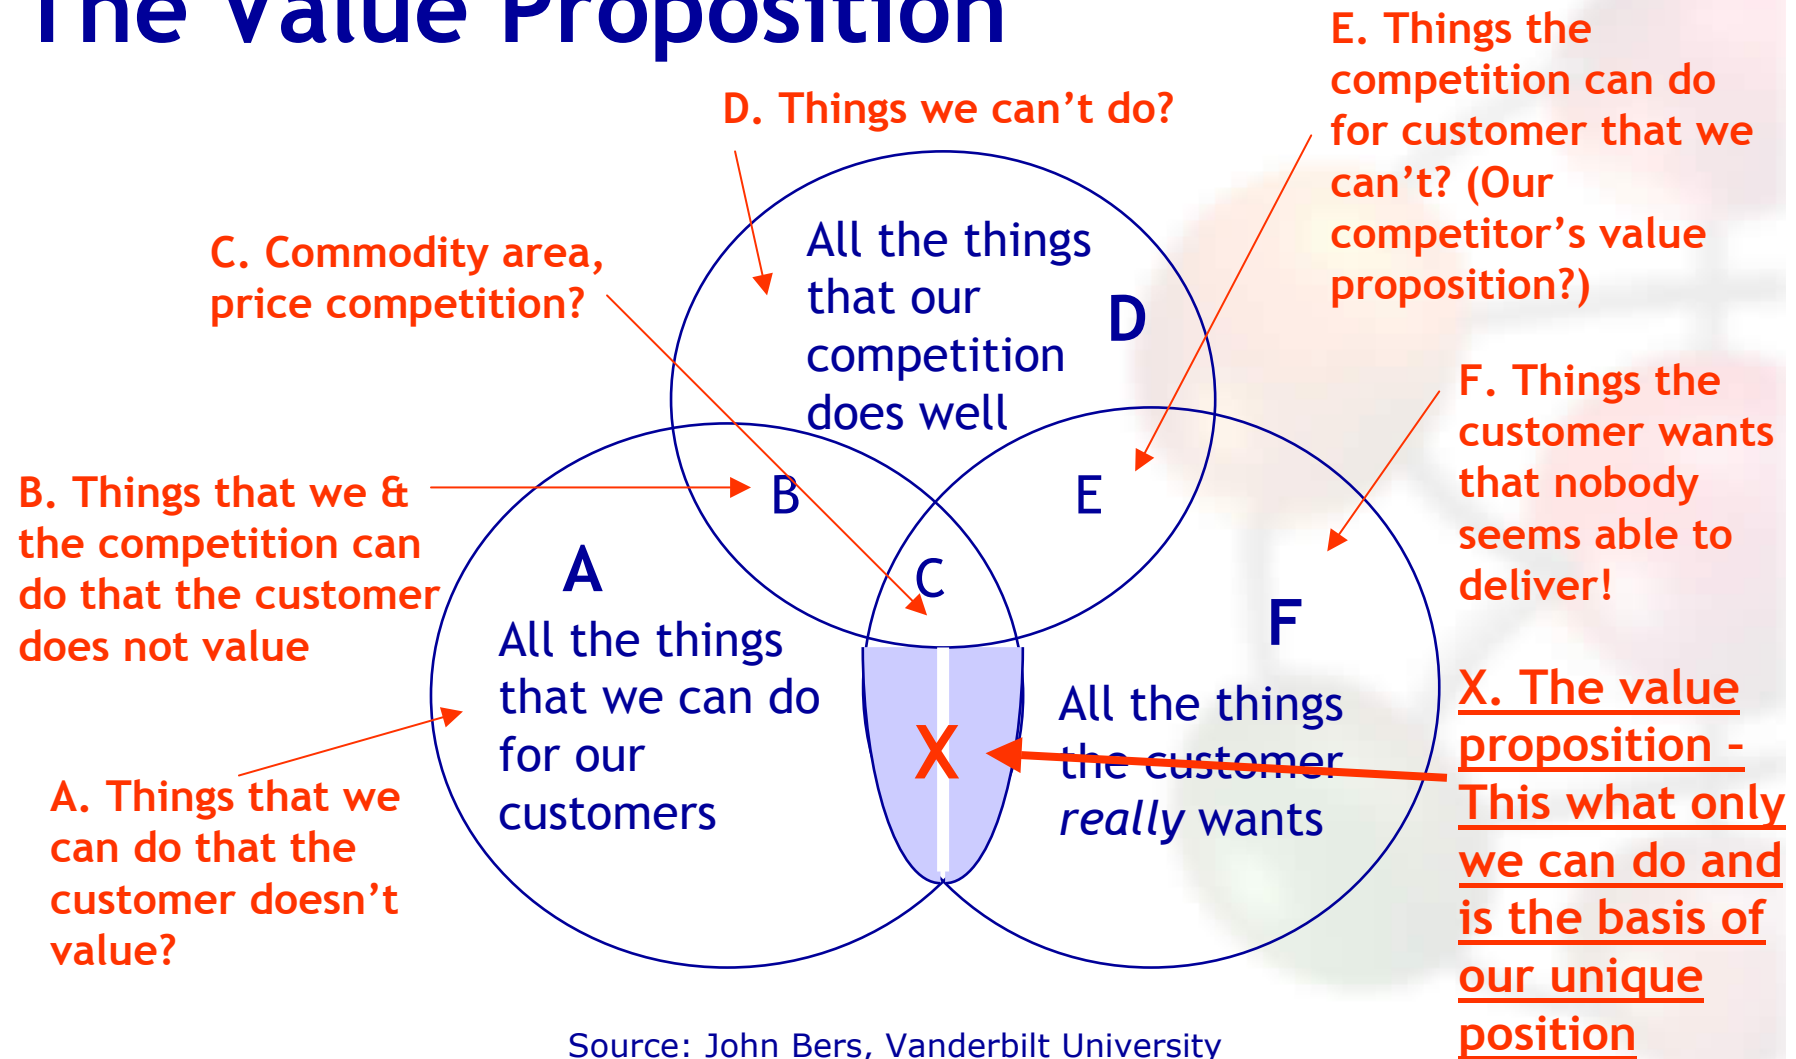 The Value Proposition
D. Things we can’t do?
E. Things the
competition can do
for customer that we
can’t? (Our
competitor’s value
proposition?)
C. Commodity area,
price competition?
All the things
that our
competition
does well
D
F. Things the
customer wants
that nobody
seems able to
deliver!
B. Things that we &
the competition can
do that the customer
does not value
B
E
C
A
All the things
that we can do
for our
customers
F
All the things
the customer
really wants
X
X. The value
proposition –
This what only
we can do and
is the basis of
our unique
position
A. Things that we
can do that the
customer doesn’t
value?
Source: John Bers, Vanderbilt University